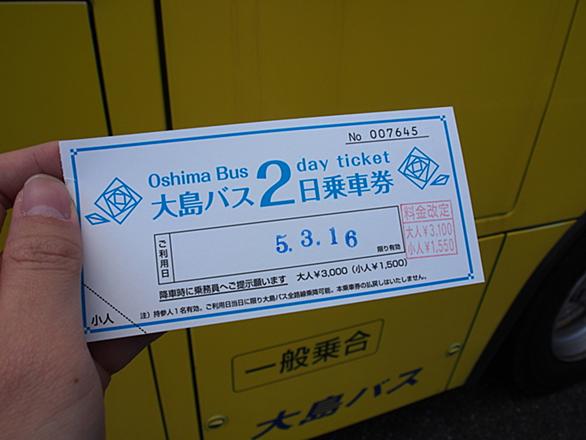 No 007645
Oshima Bus 2 day ticket
大島バス2日乗車券
ご利用日
5.3.16
限り有効
料金改定
大人¥3,100
小人¥1,550
降車時に乗務員へご提示願います 大人¥3,000(小人¥1,500)
注)持参人1名有効。ご利用日当日に限り大島バス全路線乗降可能。本乗車券の払戻しはいたしません。
小人
一般乗合
大島バス